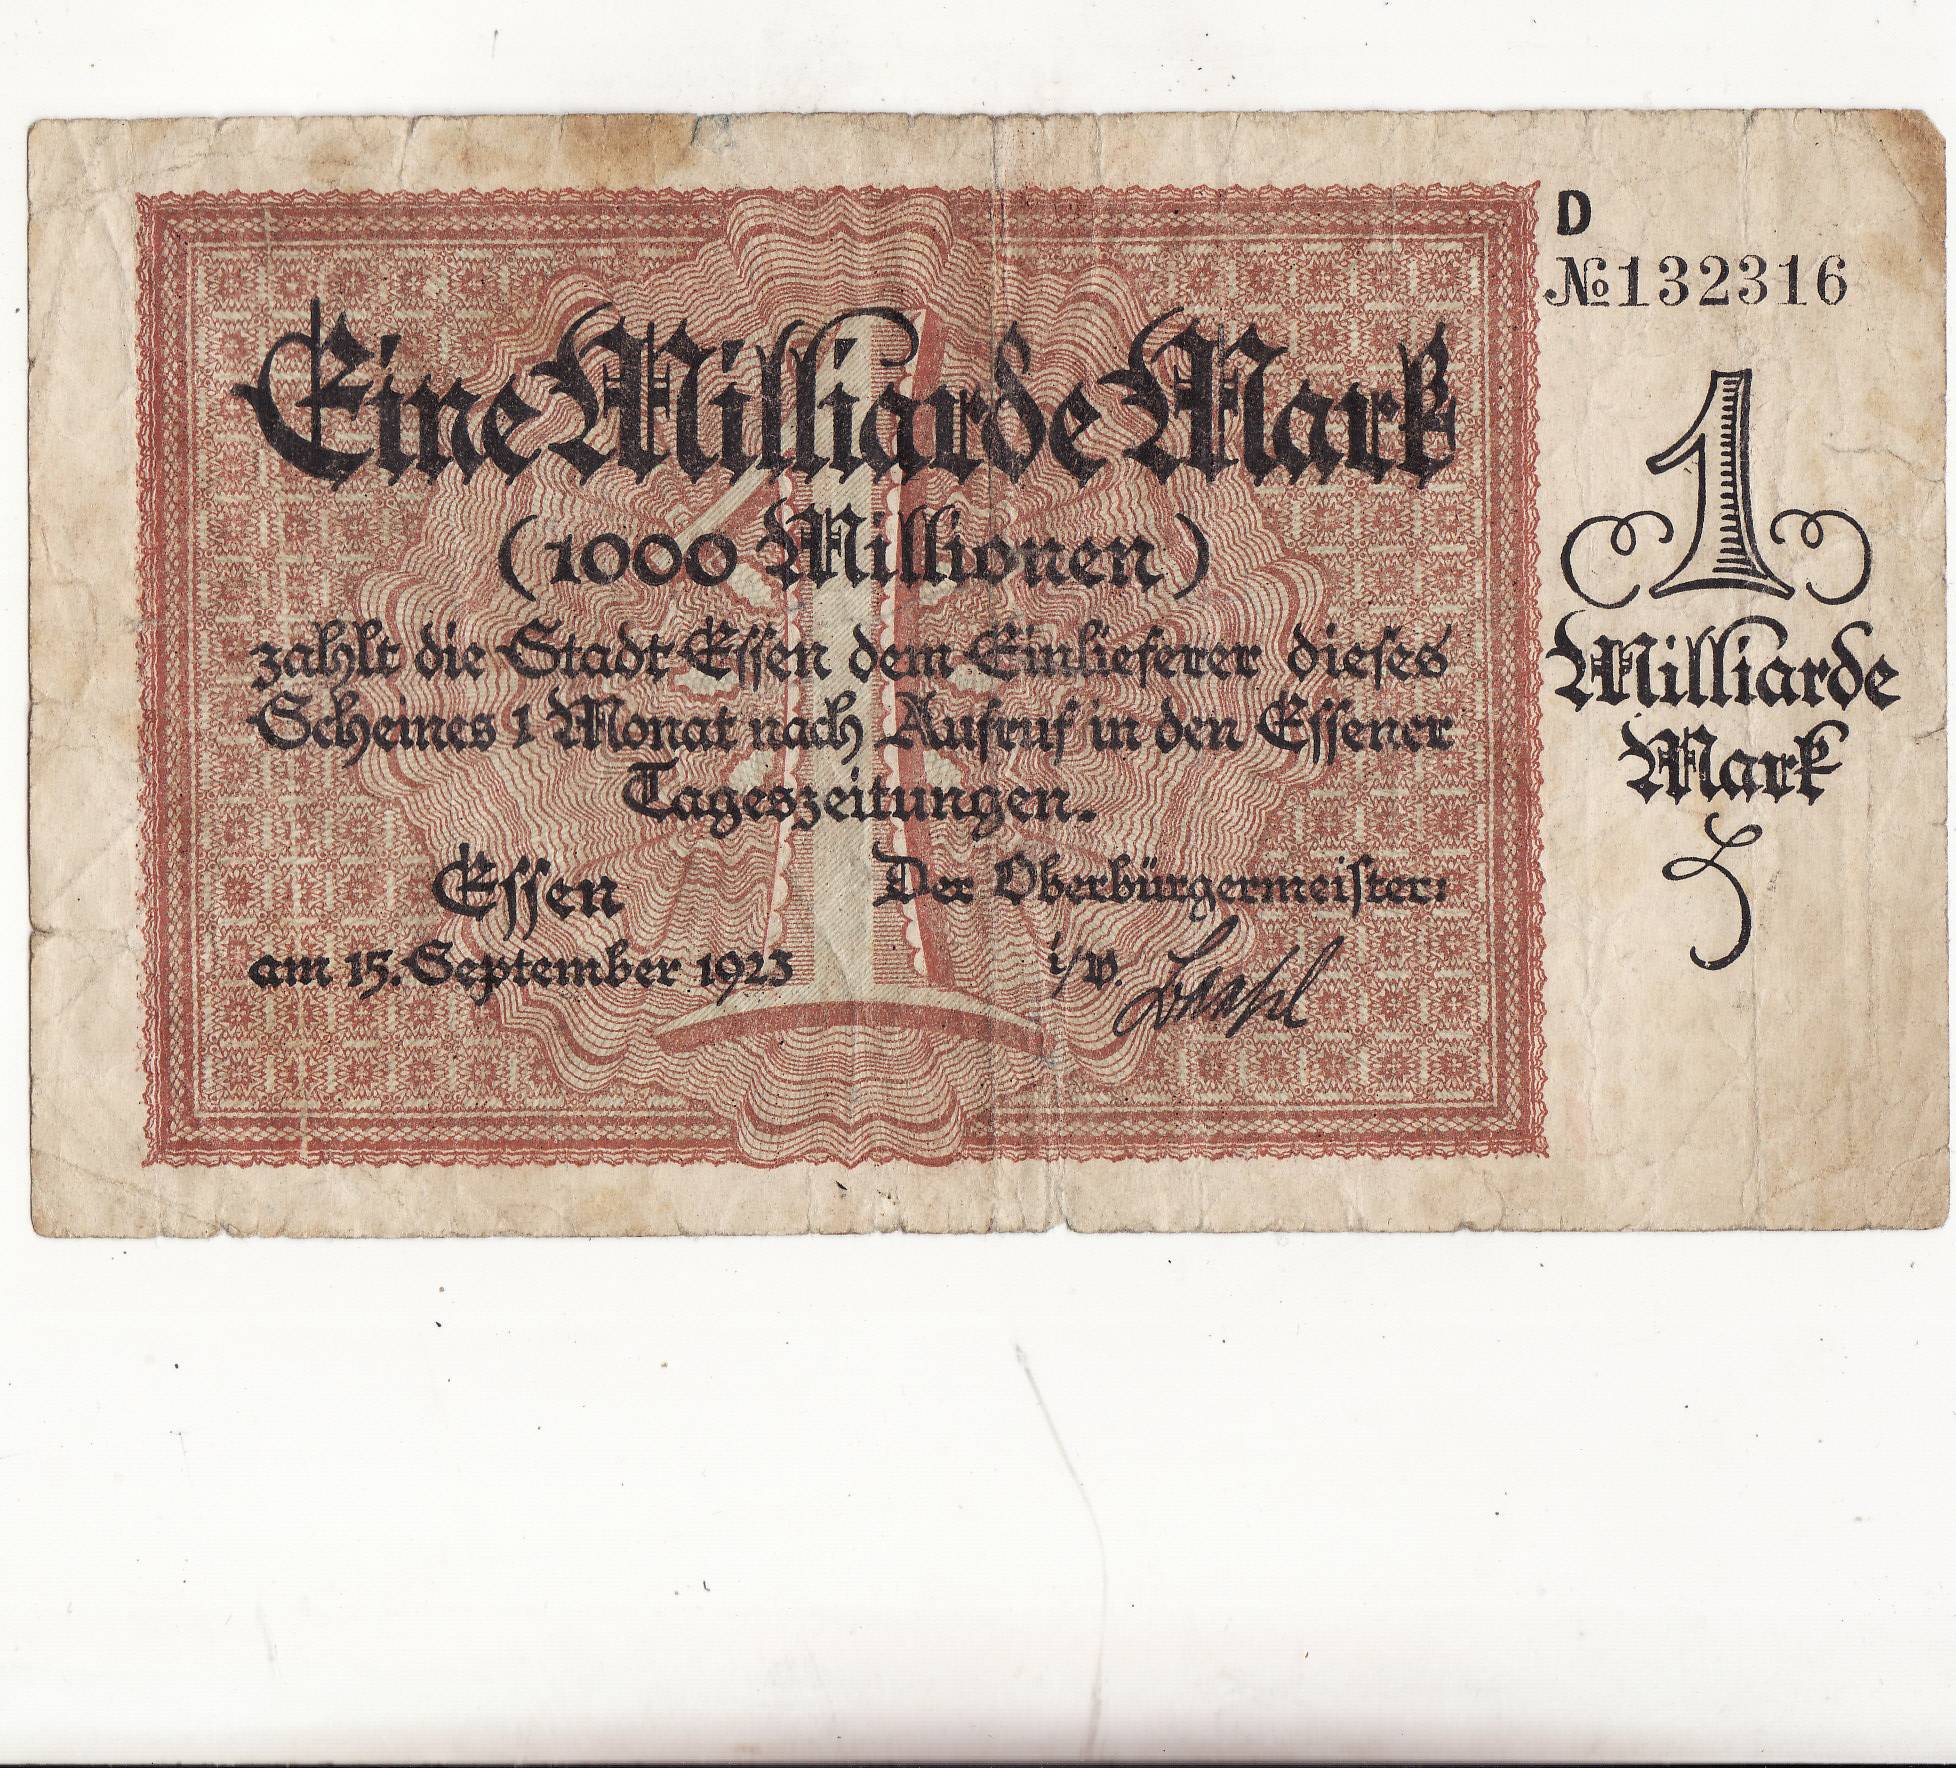 Eine Milliarde Mark
(1000 Millionen)
zahlt die Stadt Essen dem Einlieferer dieses
Scheines 1 Monat nach Aufruf in den Essener
Tageszeitungen.
Essen
am 15. September 1923
Der Oberbürgermeister:
i/V.
D
№132316
1
Milliarde
Mark